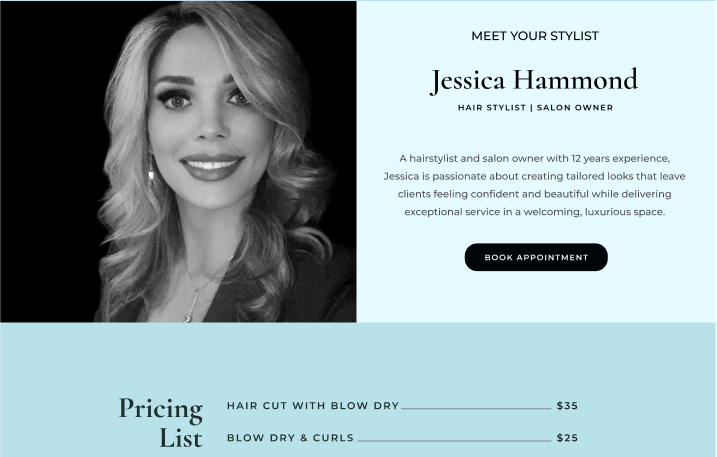 MEET YOUR STYLIST
Jessica Hammond
HAIR STYLIST | SALON OWNER
A hairstylist and salon owner with 12 years experience,
Jessica is passionate about creating tailored looks that leave
clients feeling confident and beautiful while delivering
exceptional service in a welcoming, luxurious space.
BOOK APPOINTMENT
Pricing
List
HAIR CUT WITH BLOW DRY $35
BLOW DRY & CURLS $25